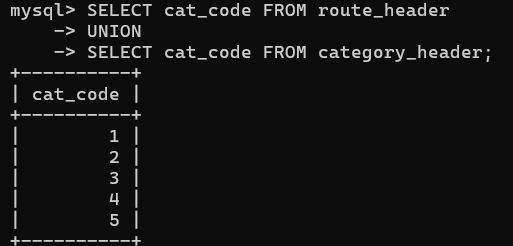 mysql> SELECT cat_code FROM route_header
    -> UNION
    -> SELECT cat_code FROM category_header;
+----------+
| cat_code |
+----------+
|        1 |
|        2 |
|        3 |
|        4 |
|        5 |
+----------+